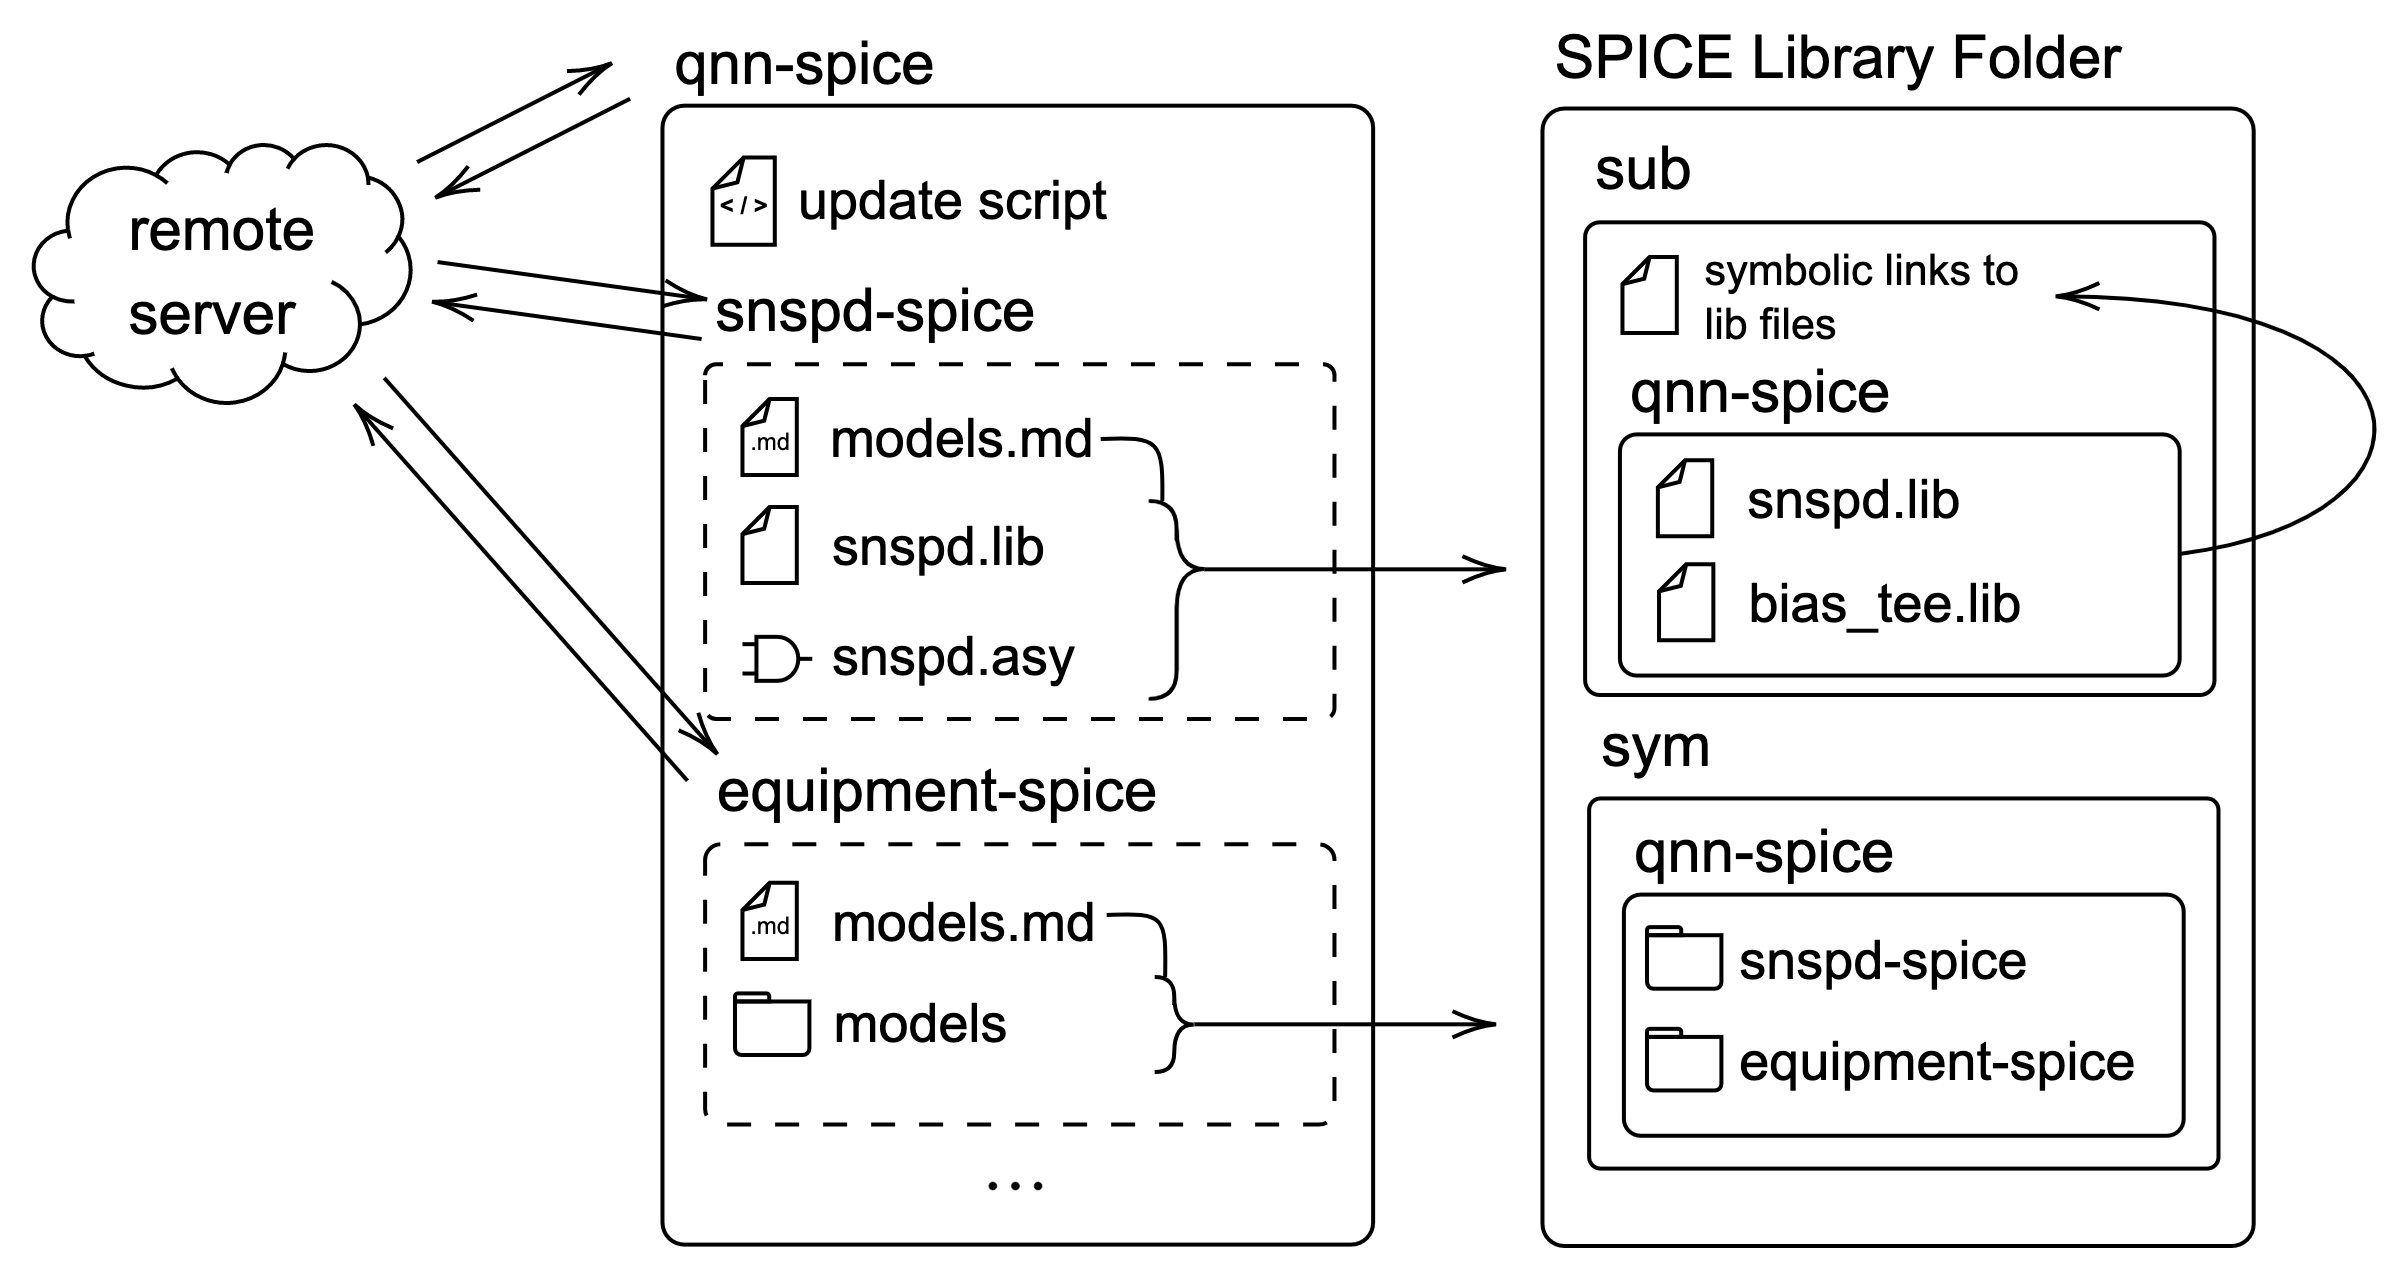 remote
server
qnn-spice
</>
update script
snspd-spice
.md
models.md
snspd.lib
snspd.asy
equipment-spice
.md
models.md
models
...
SPICE Library Folder
sub
symbolic links to
lib files
qnn-spice
snspd.lib
bias_tee.lib
sym
qnn-spice
snspd-spice
equipment-spice